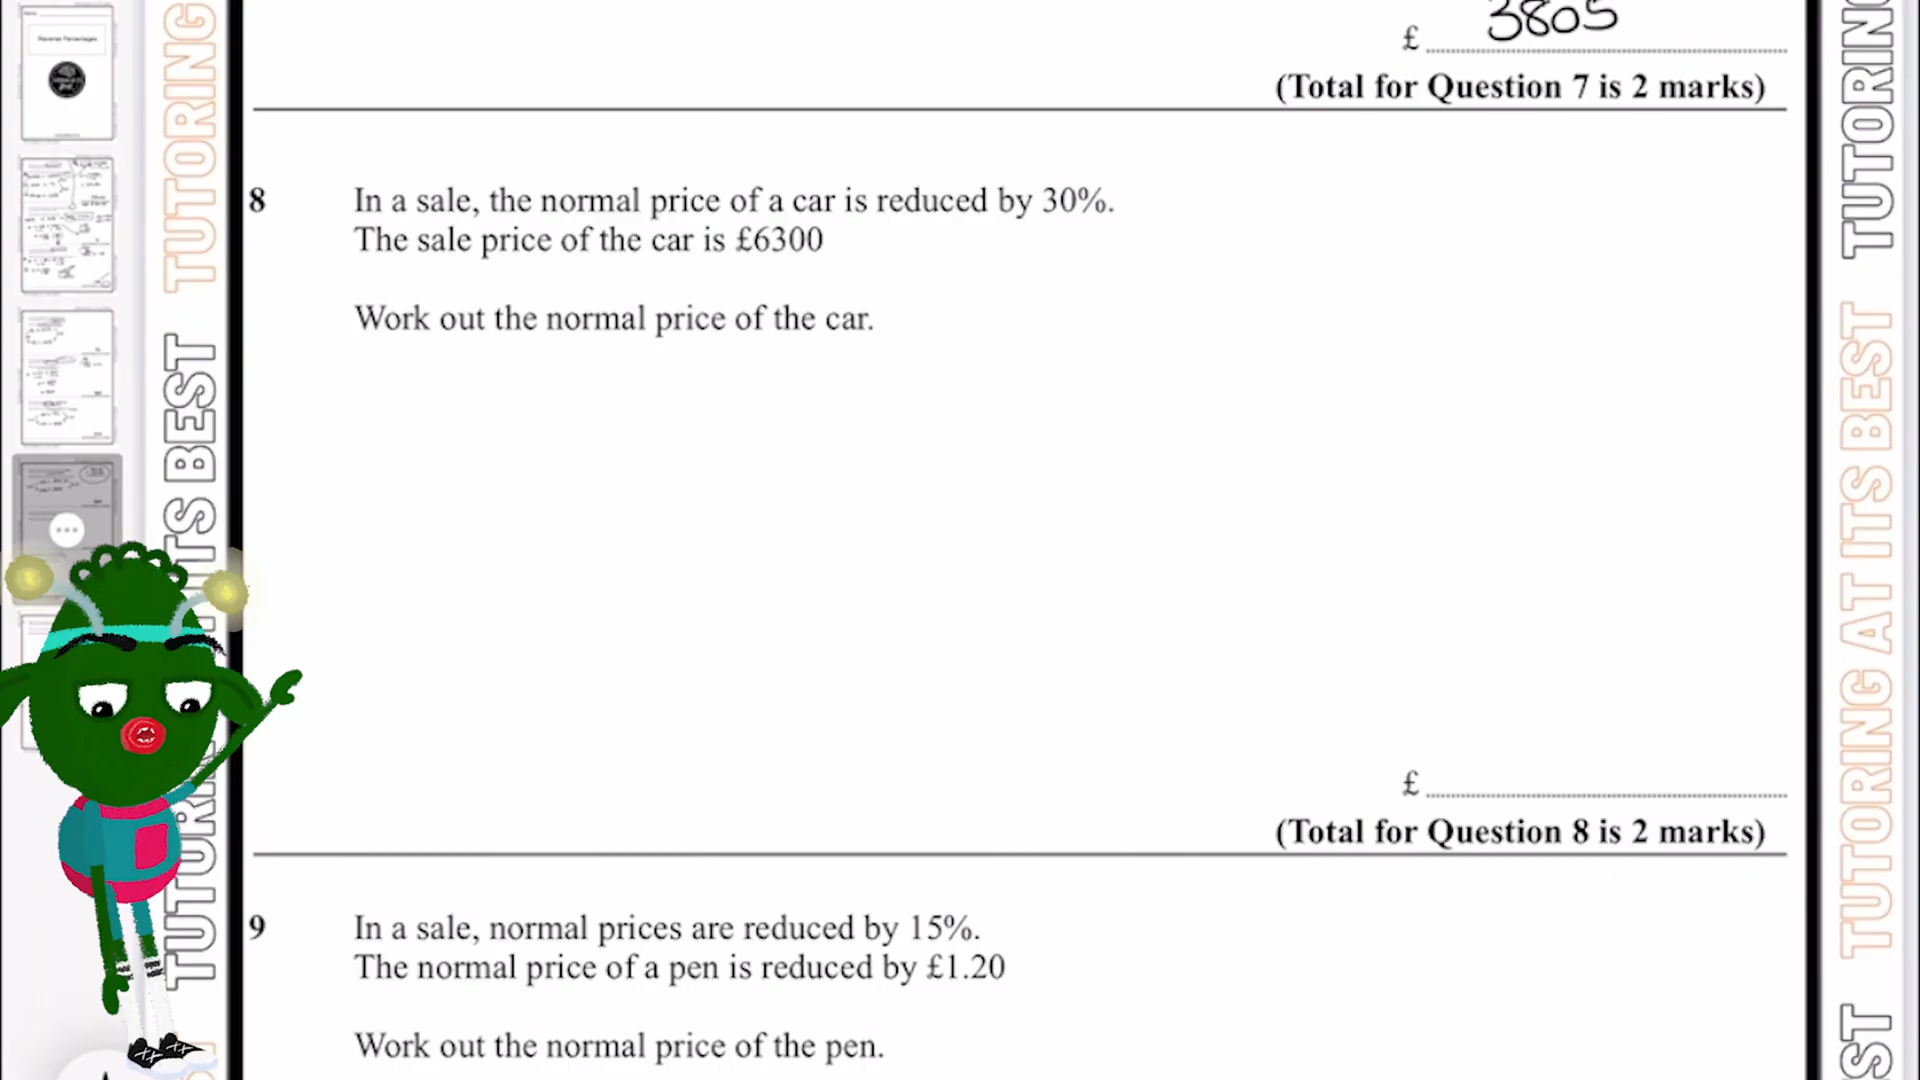 Reverse Percentages
£ 3805
(Total for Question 7 is 2 marks)
8 In a sale, the normal price of a car is reduced by 30%.
The sale price of the car is £6300
Work out the normal price of the car.
£
(Total for Question 8 is 2 marks)
9 In a sale, normal prices are reduced by 15%.
The normal price of a pen is reduced by £1.20
Work out the normal price of the pen.
TUTORING
ITS BEST
TUTORING
TUTORING
TUTORING AT ITS BEST
ST